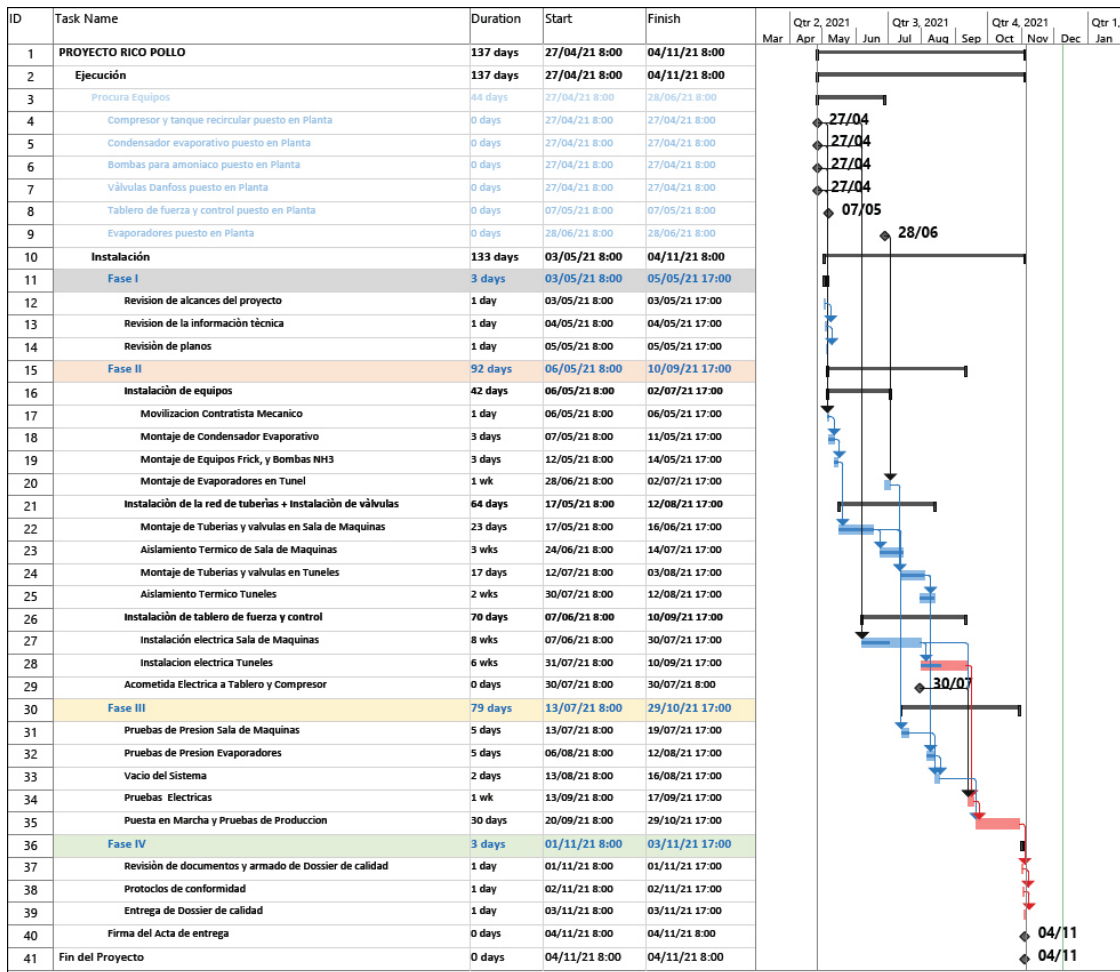 ID Task Name Duration Start Finish Qtr 2, 2021 Qtr 3, 2021 Qtr 4, 2021 Qtr 1,
Mar Apr May Jun Jul Aug Sep Oct Nov Dec Jan
1 PROYECTO RICO POLLO 137 days 27/04/21 8:00 04/11/21 8:00
2 Ejecución 137 days 27/04/21 8:00 04/11/21 8:00
3 Procura Equipos 44 days 27/04/21 8:00 28/06/21 8:00
4 Compresor y tanque recircular puesto en Planta 0 days 27/04/21 8:00 27/04/21 8:00 27/04
5 Condensador evaporativo puesto en Planta 0 days 27/04/21 8:00 27/04/21 8:00 27/04
6 Bombas para amoniaco puesto en Planta 0 days 27/04/21 8:00 27/04/21 8:00 27/04
7 Vàlvulas Danfoss puesto en Planta 0 days 27/04/21 8:00 27/04/21 8:00 27/04
8 Tablero de fuerza y control puesto en Planta 0 days 07/05/21 8:00 07/05/21 8:00 07/05
9 Evaporadores puesto en Planta 0 days 28/06/21 8:00 28/06/21 8:00 28/06
10 Instalación 133 days 03/05/21 8:00 04/11/21 8:00
11 Fase I 3 days 03/05/21 8:00 05/05/21 17:00
12 Revision de alcances del proyecto 1 day 03/05/21 8:00 03/05/21 17:00
13 Revision de la informaciòn tècnica 1 day 04/05/21 8:00 04/05/21 17:00
14 Revisiòn de planos 1 day 05/05/21 8:00 05/05/21 17:00
15 Fase II 92 days 06/05/21 8:00 10/09/21 17:00
16 Instalaciòn de equipos 42 days 06/05/21 8:00 02/07/21 17:00
17 Movilizacion Contratista Mecanico 1 day 06/05/21 8:00 06/05/21 17:00
18 Montaje de Condensador Evaporativo 3 days 07/05/21 8:00 11/05/21 17:00
19 Montaje de Equipos Frick, y Bombas NH3 3 days 12/05/21 8:00 14/05/21 17:00
20 Montaje de Evaporadores en Tunel 1 wk 28/06/21 8:00 02/07/21 17:00
21 Instalaciòn de la red de tuberìas + Instalaciòn de vàlvulas 64 days 17/05/21 8:00 12/08/21 17:00
22 Montaje de Tuberias y valvulas en Sala de Maquinas 23 days 17/05/21 8:00 16/06/21 17:00
23 Aislamiento Termico de Sala de Maquinas 3 wks 24/06/21 8:00 14/07/21 17:00
24 Montaje de Tuberias y valvulas en Tuneles 17 days 12/07/21 8:00 03/08/21 17:00
25 Aislamiento Termico Tuneles 2 wks 30/07/21 8:00 12/08/21 17:00
26 Instalaciòn de tablero de fuerza y control 70 days 07/06/21 8:00 10/09/21 17:00
27 Instalación electrica Sala de Maquinas 8 wks 07/06/21 8:00 30/07/21 17:00
28 Instalacion electrica Tuneles 6 wks 31/07/21 8:00 10/09/21 17:00
29 Acometida Electrica a Tablero y Compresor 0 days 30/07/21 8:00 30/07/21 8:00 30/07
30 Fase III 79 days 13/07/21 8:00 29/10/21 17:00
31 Pruebas de Presion Sala de Maquinas 5 days 13/07/21 8:00 19/07/21 17:00
32 Pruebas de Presion Evaporadores 5 days 06/08/21 8:00 12/08/21 17:00
33 Vacio del Sistema 2 days 13/08/21 8:00 16/08/21 17:00
34 Pruebas Electricas 1 wk 13/09/21 8:00 17/09/21 17:00
35 Puesta en Marcha y Pruebas de Produccion 30 days 20/09/21 8:00 29/10/21 17:00
36 Fase IV 3 days 01/11/21 8:00 03/11/21 17:00
37 Revisiòn de documentos y armado de Dossier de calidad 1 day 01/11/21 8:00 01/11/21 17:00
38 Protoclos de conformidad 1 day 02/11/21 8:00 02/11/21 17:00
39 Entrega de Dossier de calidad 1 day 03/11/21 8:00 03/11/21 17:00
40 Firma del Acta de entrega 0 days 04/11/21 8:00 04/11/21 8:00 04/11
41 Fin del Proyecto 0 days 04/11/21 8:00 04/11/21 8:00 04/11